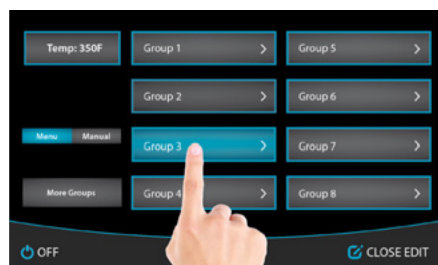 Temp: 350F
Group 1 >
Group 5 >
Group 2 >
Group 6 >
Menu Manual
Group 3 >
Group 7 >
More Groups
Group 4 >
Group 8 >
OFF
CLOSE EDIT